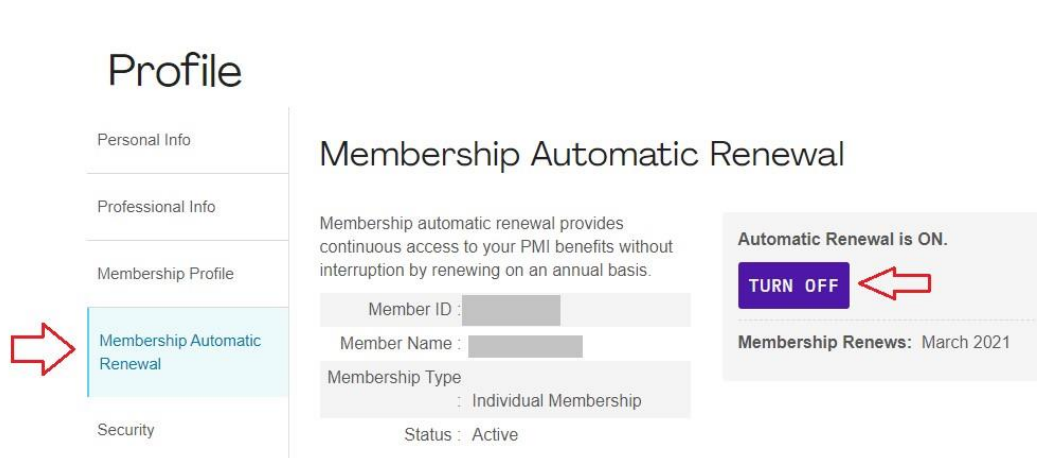 Profile
Personal Info
Professional Info
Membership Profile
Membership Automatic
Renewal
Security
Membership Automatic Renewal
Membership automatic renewal provides
continuous access to your PMI benefits without
interruption by renewing on an annual basis.
Member ID :
Member Name :
Membership Type
: Individual Membership
Status : Active
Automatic Renewal is ON.
TURN OFF
Membership Renews: March 2021